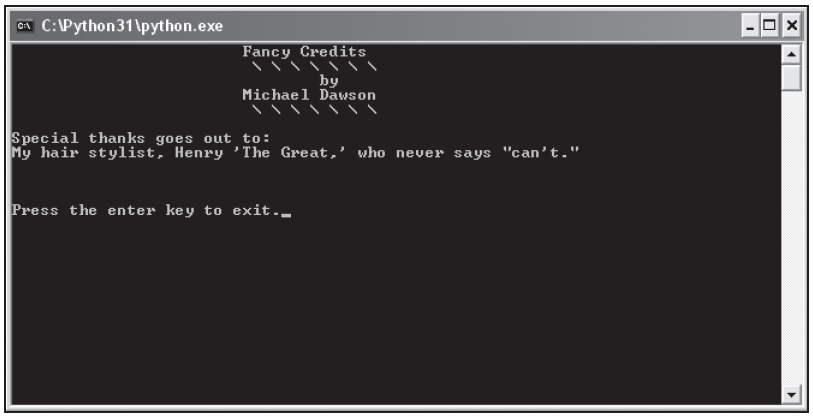 C:\Python31\python.exe
Fancy Credits
\ \ \ \ \ \ \
by
Michael Dawson
\ \ \ \ \ \ \
Special thanks goes out to:
My hair stylist, Henry 'The Great,' who never says "can't."
Press the enter key to exit._